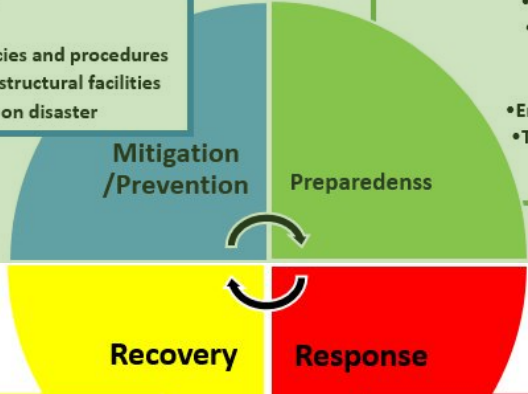 cies and procedures
structural facilities
on disaster
Mitigation
/Prevention
Preparedenss
Recovery
Response